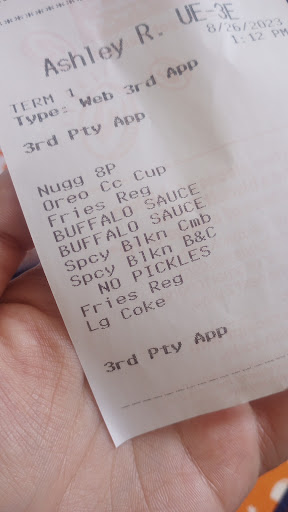 Ashley R. UE-3E
8/26/2023
1:12 PM
TERM 1
Type: Web 3rd App
3rd Pty App
Nugg 8P
Oreo Cc Cup
Fries Reg
BUFFALO SAUCE
BUFFALO SAUCE
Spcy Blkn Cmb
Spcy Blkn B&C
NO PICKLES
Fries Reg
Lg Coke
3rd Pty App